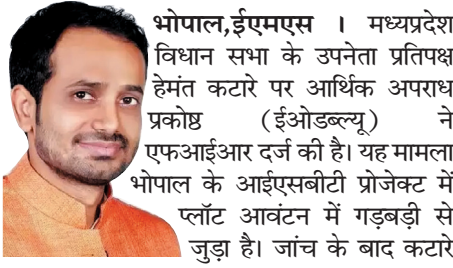 भोपाल,ईएमएस । मध्यप्रदेश
विधान सभा के उपनेता प्रतिपक्ष
हेमंत कटारे पर आर्थिक अपराध
प्रकोष्ठ (ईओडब्ल्यू) ने
एफआईआर दर्ज की है। यह मामला
भोपाल के आईएसबीटी प्रोजेक्ट में
प्लॉट आवंटन में गड़बड़ी से
जुड़ा है। जांच के बाद कटारे